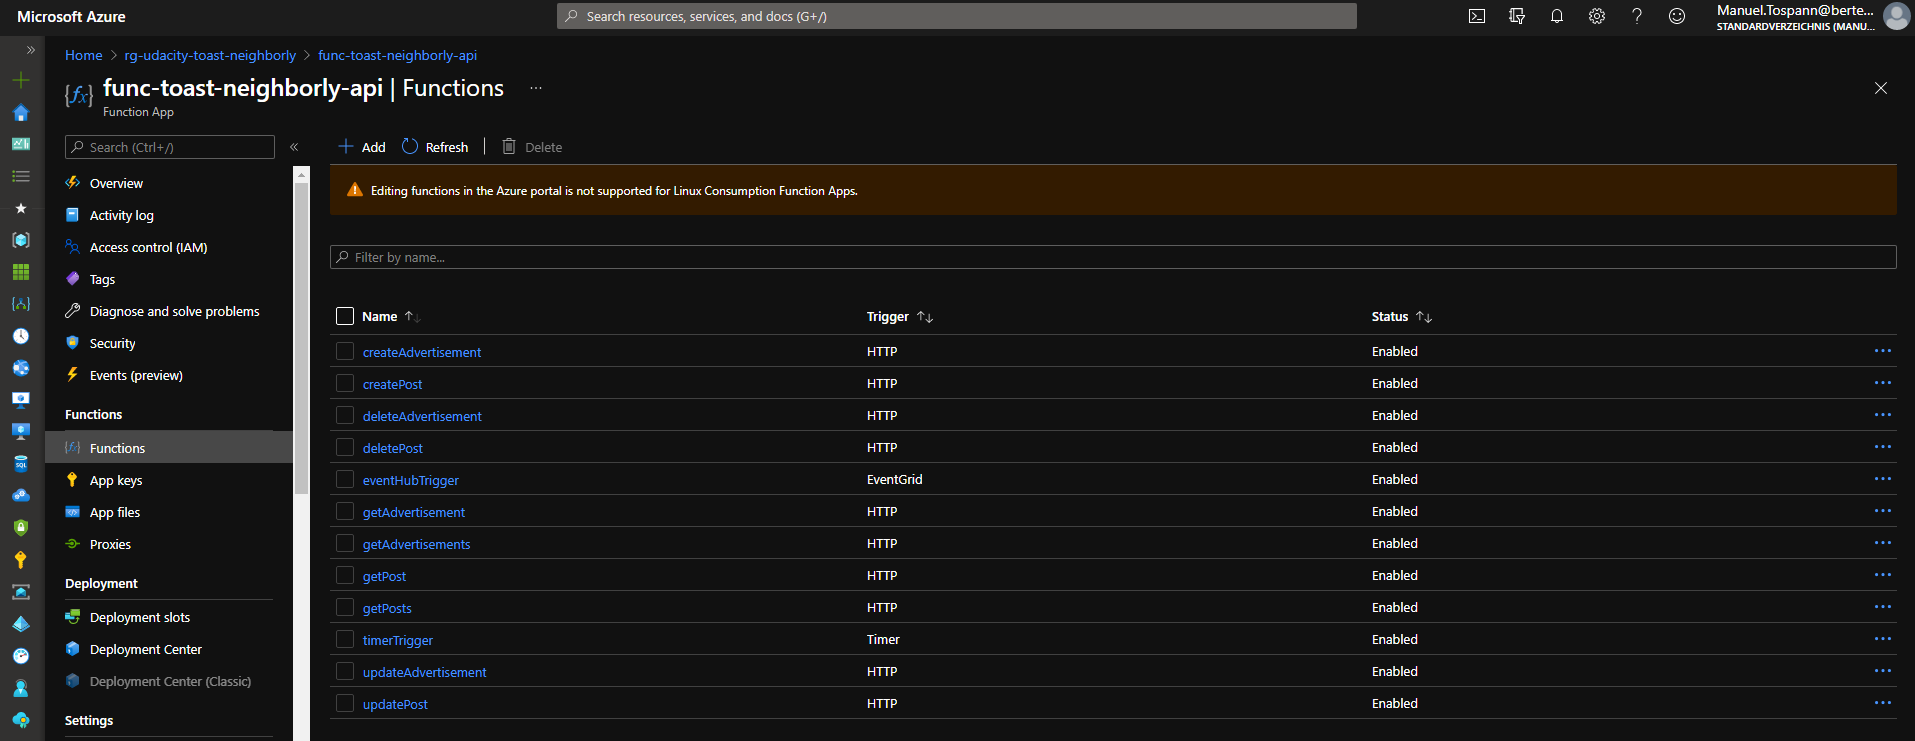 Microsoft Azure
Search resources, services, and docs (G+/)
Manuel.Tospann@berte...
STANDARDVERZEICHNIS (MANU...
Home > rg-udacity-toast-neighborly > func-toast-neighborly-api
func-toast-neighborly-api | Functions ...
Function App
Search (Ctrl+/)
Add Refresh Delete
Overview
Activity log
Access control (IAM)
Tags
Diagnose and solve problems
Security
Events (preview)
Functions
Functions
App keys
App files
Proxies
Deployment
Deployment slots
Deployment Center
Deployment Center (Classic)
Settings
Editing functions in the Azure portal is not supported for Linux Consumption Function Apps.
Filter by name...
Name Trigger Status
createAdvertisement HTTP Enabled
createPost HTTP Enabled
deleteAdvertisement HTTP Enabled
deletePost HTTP Enabled
eventHubTrigger EventGrid Enabled
getAdvertisement HTTP Enabled
getAdvertisements HTTP Enabled
getPost HTTP Enabled
getPosts HTTP Enabled
timerTrigger Timer Enabled
updateAdvertisement HTTP Enabled
updatePost HTTP Enabled